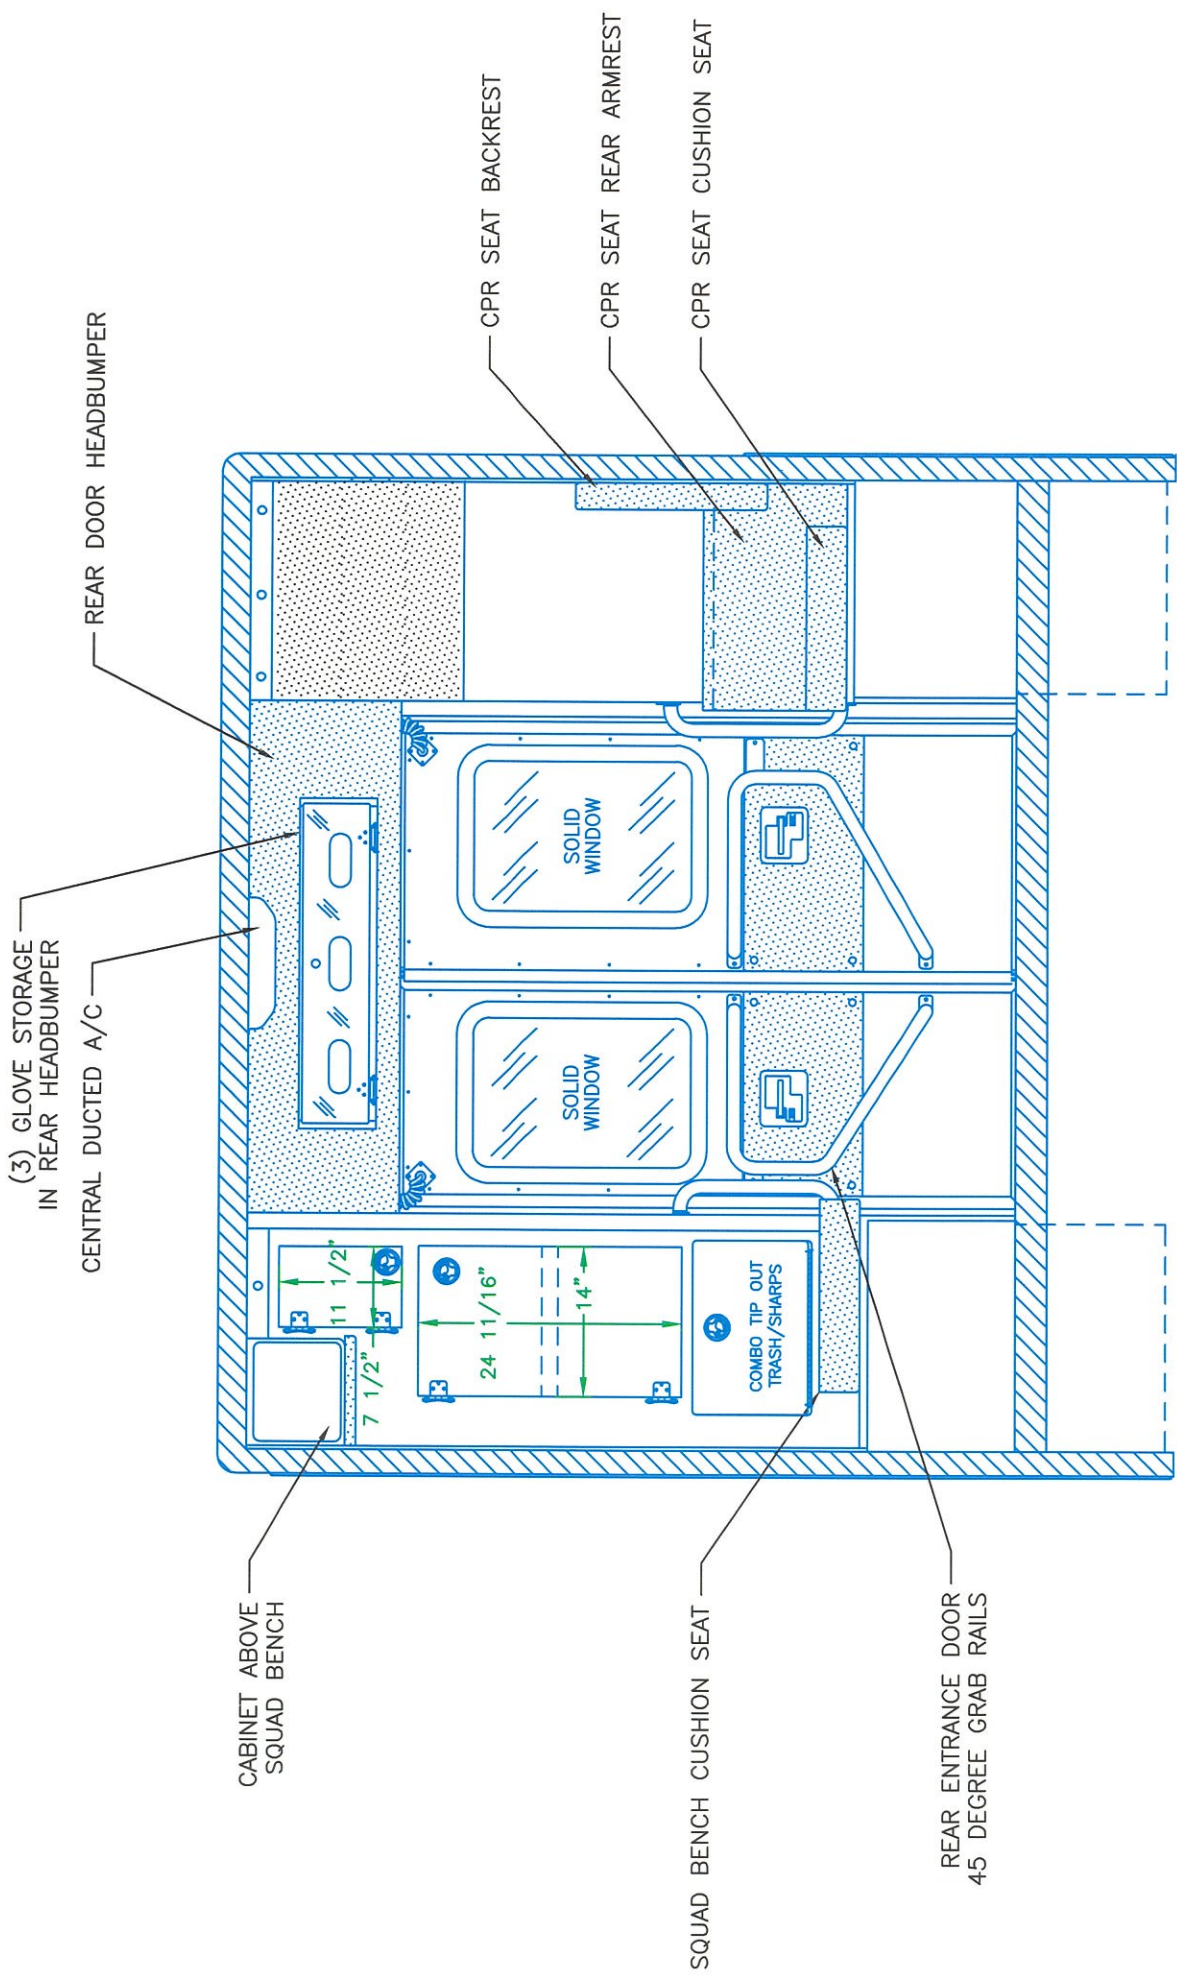 (3) GLOVE STORAGE
IN REAR HEADBUMPER
CENTRAL DUCTED A/C
REAR DOOR HEADBUMPER
CPR SEAT BACKREST
CPR SEAT REAR ARMREST
CPR SEAT CUSHION SEAT
CABINET ABOVE
SQUAD BENCH
SQUAD BENCH CUSHION SEAT
REAR ENTRANCE DOOR
45 DEGREE GRAB RAILS
11 1/2"
7 1/2"
24 11/16"
14"
COMBO TIP OUT
TRASH/SHARPS
SOLID
WINDOW
SOLID
WINDOW